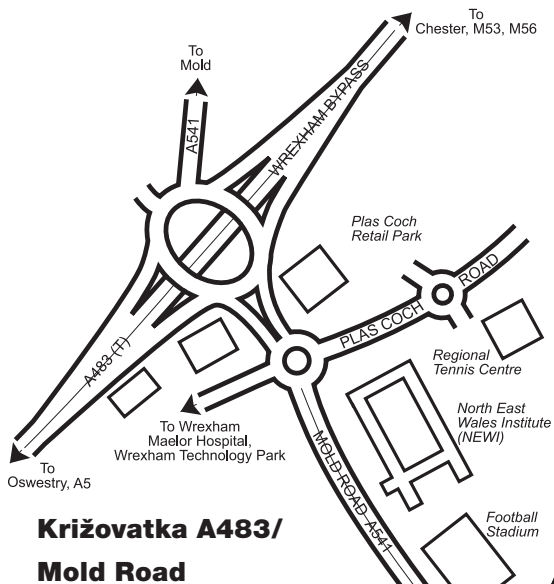 To
Chester, M53, M56
To
Mold
A541
WREXHAM BYPASS
Plas Coch
Retail Park
PLAS COCH ROAD
A483 (T)
Regional
Tennis Centre
North East
Wales Institute
(NEWI)
To Wrexham
Maelor Hospital,
Wrexham Technology Park
To
Oswestry, A5
MOLD ROAD A541
Football
Stadium
Križovatka A483/
Mold Road